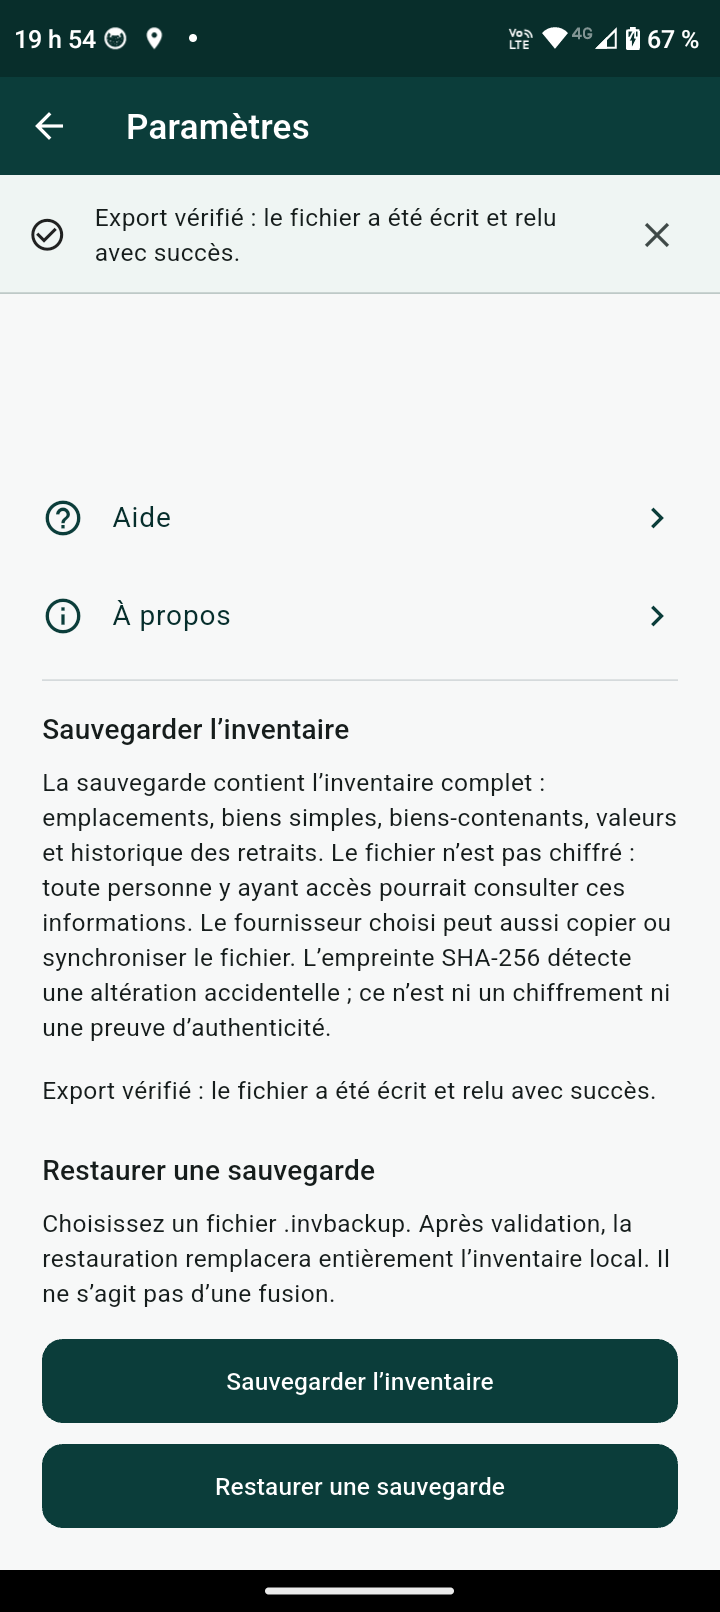 19 h 54
Vo LTE 4G 67 %
Paramètres
Export vérifié : le fichier a été écrit et relu
avec succès.
Aide
À propos
Sauvegarder l’inventaire
La sauvegarde contient l’inventaire complet :
emplacements, biens simples, biens-contenants, valeurs
et historique des retraits. Le fichier n’est pas chiffré :
toute personne y ayant accès pourrait consulter ces
informations. Le fournisseur choisi peut aussi copier ou
synchroniser le fichier. L’empreinte SHA-256 détecte
une altération accidentelle ; ce n’est ni un chiffrement ni
une preuve d’authenticité.
Export vérifié : le fichier a été écrit et relu avec succès.
Restaurer une sauvegarde
Choisissez un fichier .invbackup. Après validation, la
restauration remplacera entièrement l’inventaire local. Il
ne s’agit pas d’une fusion.
Sauvegarder l’inventaire
Restaurer une sauvegarde